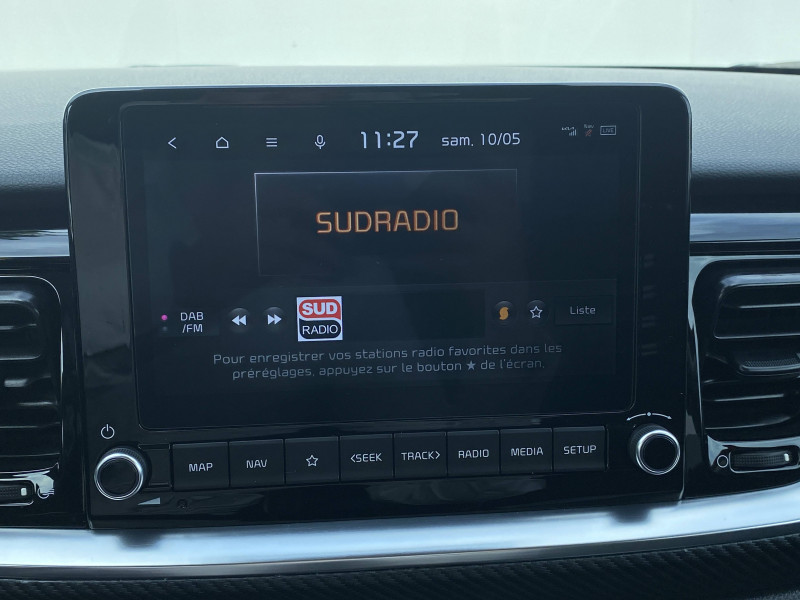 11:27 sam. 10/05 LIVE
SUDRADIO
DAB
/FM
SUD
RADIO
Liste
Pour enregistrer vos stations radio favorites dans les
préréglages, appuyez sur le bouton ★ de l'écran.
MAP NAV <SEEK TRACK> RADIO MEDIA SETUP